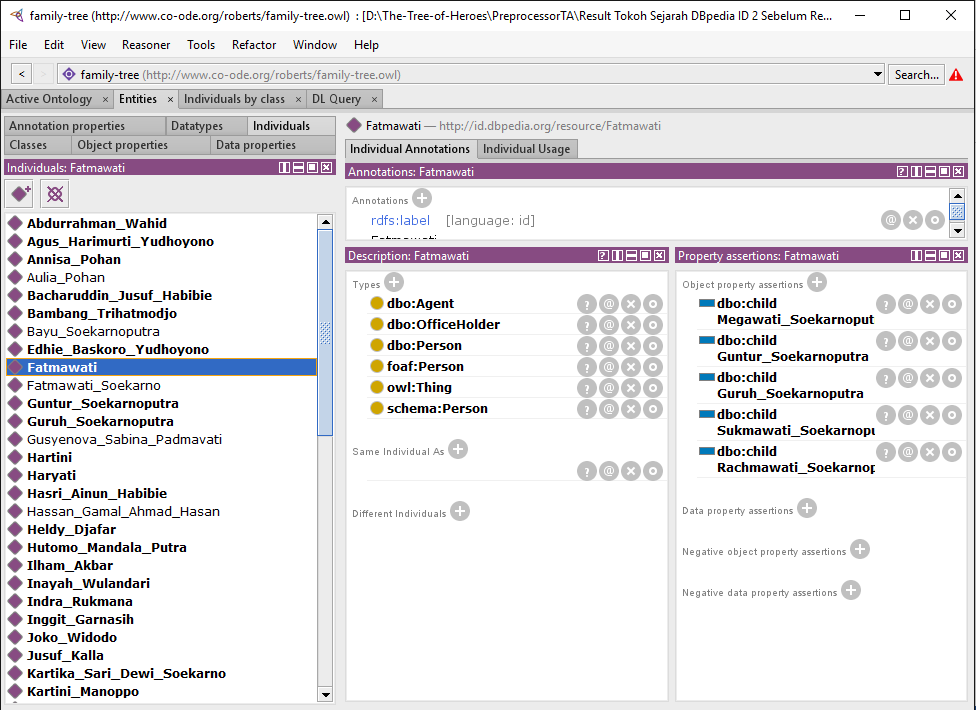 family-tree (http://www.co-ode.org/roberts/family-tree.owl) : [D:\The-Tree-of-Heroes\PreprocessorTA\Result Tokoh Sejarah DBpedia ID 2 Sebelum Re...
File Edit View Reasoner Tools Refactor Window Help
< > family-tree (http://www.co-ode.org/roberts/family-tree.owl) Search...
Active Ontology × Entities × Individuals by class × DL Query ×
Annotation properties Datatypes Individuals
Classes Object properties Data properties
Individuals: Fatmawati
Abdurrahman_Wahid
Agus_Harimurti_Yudhoyono
Annisa_Pohan
Aulia_Pohan
Bacharuddin_Jusuf_Habibie
Bambang_Trihatmodjo
Bayu_Soekarnoputra
Edhie_Baskoro_Yudhoyono
Fatmawati
Fatmawati_Soekarno
Guntur_Soekarnoputra
Guruh_Soekarnoputra
Gusyenova_Sabina_Padmavati
Hartini
Haryati
Hasri_Ainun_Habibie
Hassan_Gamal_Ahmad_Hasan
Heldy_Djafar
Hutomo_Mandala_Putra
Ilham_Akbar
Inayah_Wulandari
Indra_Rukmana
Inggit_Garnasih
Joko_Widodo
Jusuf_Kalla
Kartika_Sari_Dewi_Soekarno
Kartini_Manoppo
Fatmawati — http://id.dbpedia.org/resource/Fatmawati
Individual Annotations Individual Usage
Annotations: Fatmawati
Annotations
rdfs:label [language: id]
Fatmawati
Description: Fatmawati
Types
dbo:Agent
dbo:OfficeHolder
dbo:Person
foaf:Person
owl:Thing
schema:Person
Same Individual As
Different Individuals
Property assertions: Fatmawati
Object property assertions
dbo:child
Megawati_Soekarnoput
dbo:child
Guntur_Soekarnoputra
dbo:child
Guruh_Soekarnoputra
dbo:child
Sukmawati_Soekarnopu
dbo:child
Rachmawati_Soekarnop
Data property assertions
Negative object property assertions
Negative data property assertions